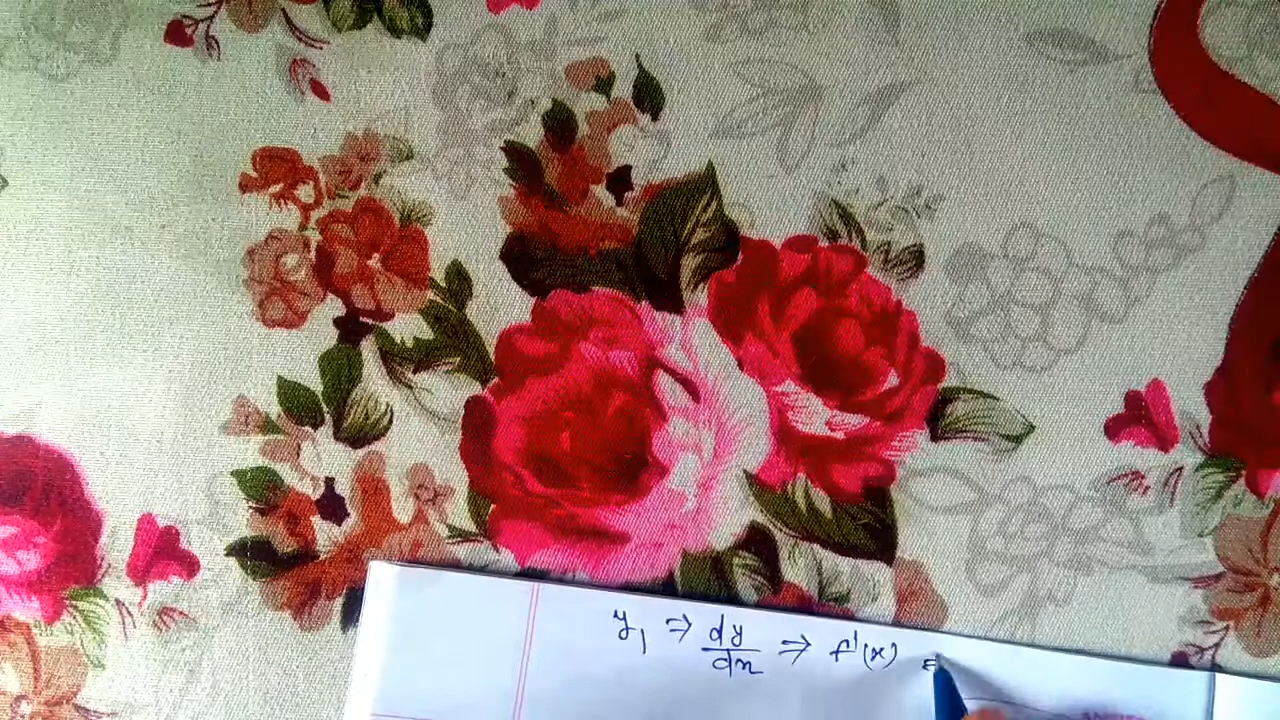 y₁ ⇒ dy/dx ⇒ f'(x) =